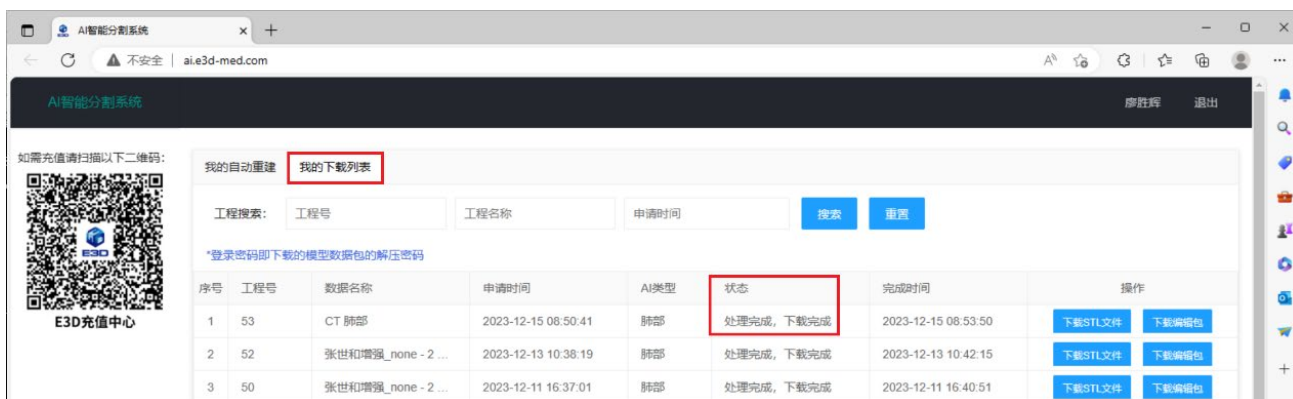 AI智能分割系统
不安全 | ai.e3d-med.com
AI智能分割系统 廖胜辉 退出
如需充值请扫描以下二维码：
E3D
E3D充值中心
我的自动重建 我的下载列表
工程搜索： 工程号 工程名称 申请时间 搜索 重置
*登录密码即下载的模型数据包的解压密码
序号 工程号 数据名称 申请时间 AI类型 状态 完成时间 操作
1 53 CT 肺部 2023-12-15 08:50:41 肺部 处理完成，下载完成 2023-12-15 08:53:50 下载STL文件 下载编辑包
2 52 张世和增强_none - 2 ... 2023-12-13 10:38:19 肺部 处理完成，下载完成 2023-12-13 10:42:15 下载STL文件 下载编辑包
3 50 张世和增强_none - 2 ... 2023-12-11 16:37:01 肺部 处理完成，下载完成 2023-12-11 16:40:51 下载STL文件 下载编辑包